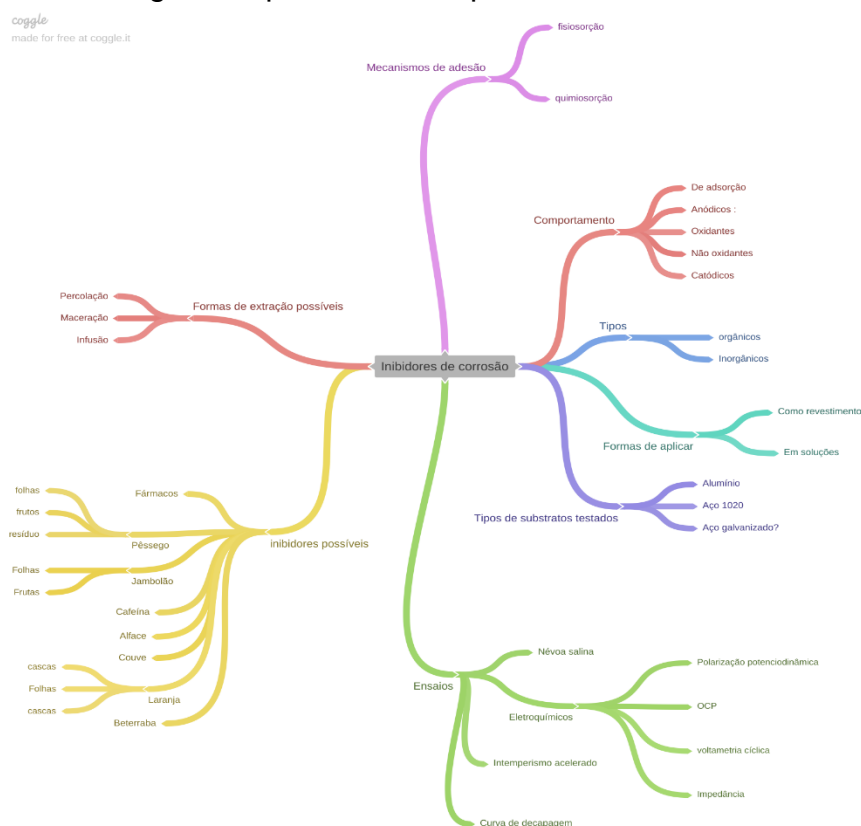 coggle
made for free at coggle.it
fisiosorção
Mecanismos de adesão
quimiosorção
De adsorção
Anódicos :
Comportamento
Oxidantes
Não oxidantes
Catódicos
Percolação
Formas de extração possíveis
Maceração
Infusão
Tipos
orgânicos
Inorgânicos
Inibidores de corrosão
Como revestimento
Formas de aplicar
Em soluções
Alumínio
Aço 1020
Tipos de substratos testados
Aço galvanizado?
folhas
Fármacos
frutos
resíduo
Pêssego
inibidores possíveis
Folhas
Jambolão
Frutas
Cafeína
Alface
Couve
cascas
Folhas
Laranja
cascas
Beterraba
Névoa salina
Polarização potenciodinâmica
Ensaios
OCP
Eletroquímicos
voltametria cíclica
Intemperismo acelerado
Impedância
Curva de decapagem